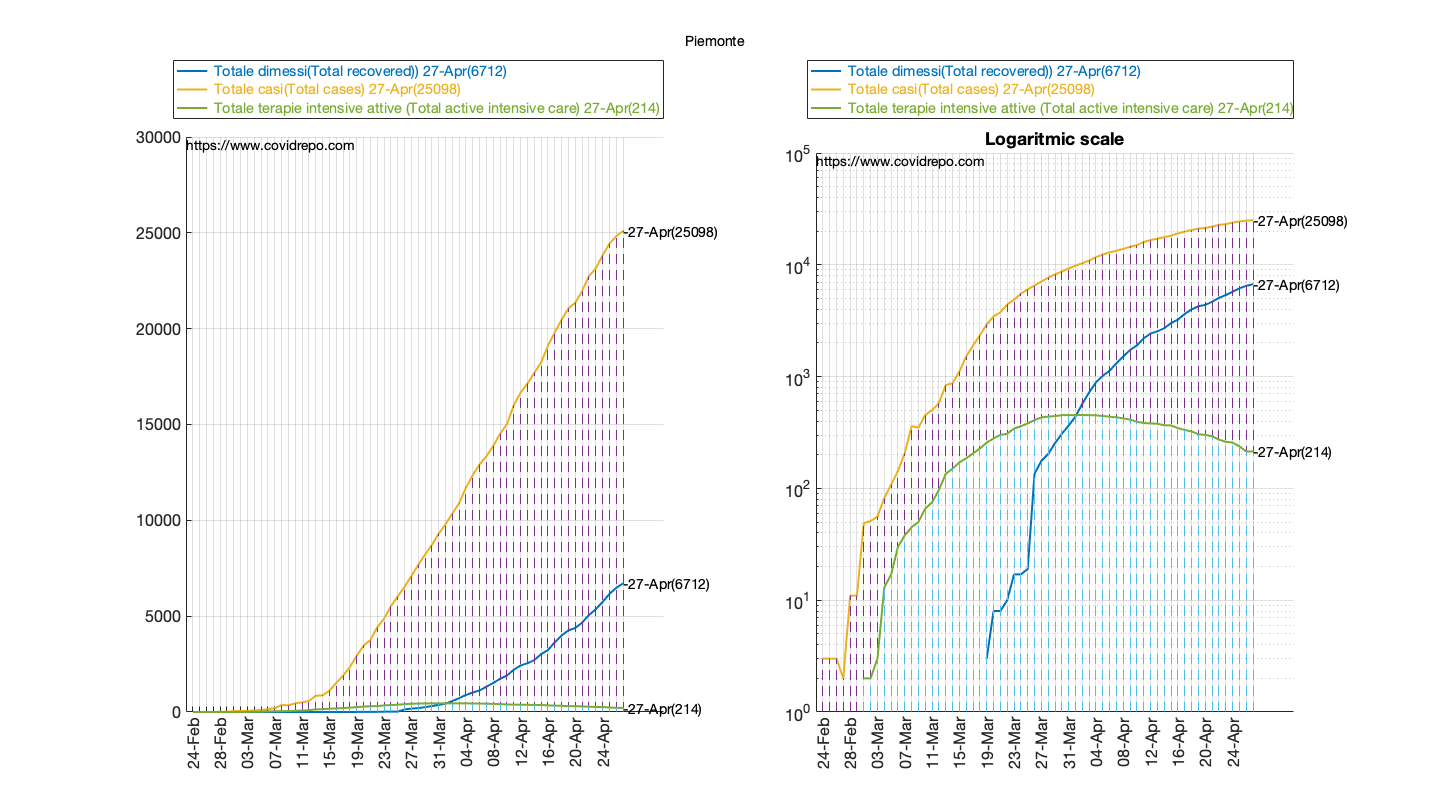 Piemonte
Totale dimessi(Total recovered)) 27-Apr(6712)
Totale casi(Total cases) 27-Apr(25098)
Totale terapie intensive attive (Total active intensive care) 27-Apr(214)
30000
25000
20000
15000
10000
5000
0
https://www.covidrepo.com
-27-Apr(25098)
-27-Apr(6712)
-27-Apr(214)
24-Feb
28-Feb
03-Mar
07-Mar
11-Mar
15-Mar
19-Mar
23-Mar
27-Mar
31-Mar
04-Apr
08-Apr
12-Apr
16-Apr
20-Apr
24-Apr
Totale dimessi(Total recovered)) 27-Apr(6712)
Totale casi(Total cases) 27-Apr(25098)
Totale terapie intensive attive (Total active intensive care) 27-Apr(214)
Logaritmic scale
10^5
10^4
10^3
10^2
10^1
10^0
https://www.covidrepo.com
-27-Apr(25098)
-27-Apr(6712)
-27-Apr(214)
24-Feb
28-Feb
03-Mar
07-Mar
11-Mar
15-Mar
19-Mar
23-Mar
27-Mar
31-Mar
04-Apr
08-Apr
12-Apr
16-Apr
20-Apr
24-Apr